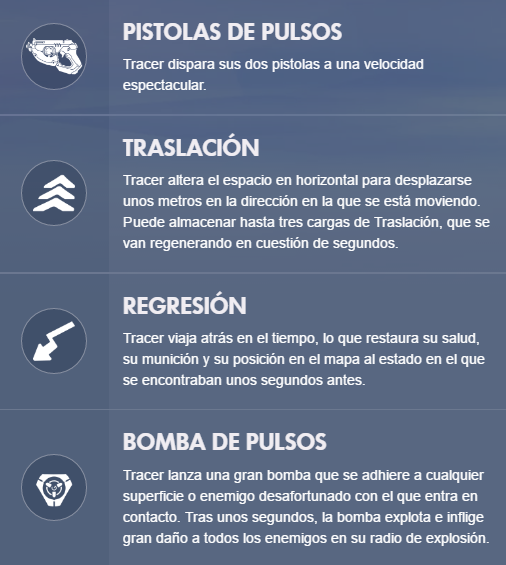 PISTOLAS DE PULSOS
Tracer dispara sus dos pistolas a una velocidad
espectacular.
TRASLACIÓN
Tracer altera el espacio en horizontal para desplazarse
unos metros en la dirección en la que se está moviendo.
Puede almacenar hasta tres cargas de Traslación, que se
van regenerando en cuestión de segundos.
REGRESIÓN
Tracer viaja atrás en el tiempo, lo que restaura su salud,
su munición y su posición en el mapa al estado en el que
se encontraban unos segundos antes.
BOMBA DE PULSOS
Tracer lanza una gran bomba que se adhiere a cualquier
superficie o enemigo desafortunado con el que entra en
contacto. Tras unos segundos, la bomba explota e inflige
gran daño a todos los enemigos en su radio de explosión.